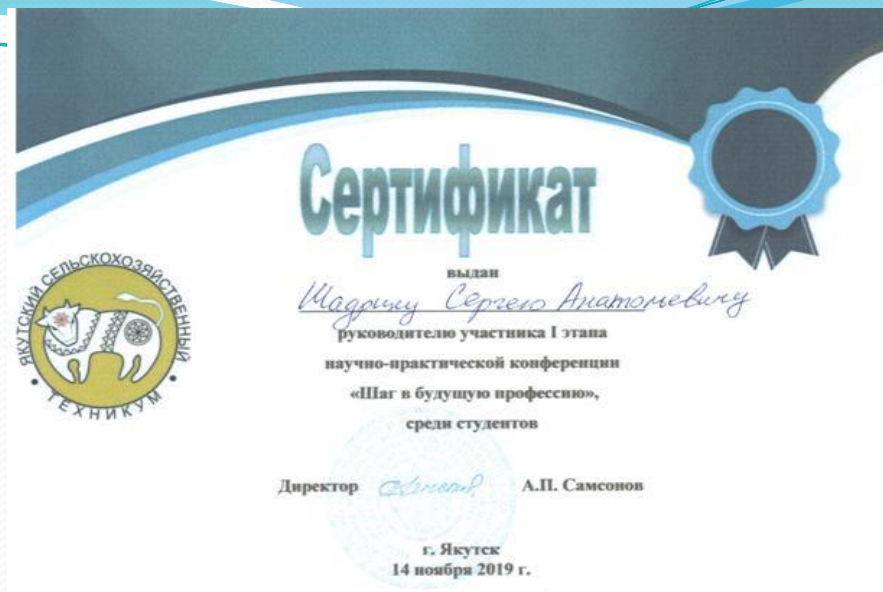 Сертификат
выдан
Шадрину Сергею Анатольевичу
руководителю участника I этапа
научно-практической конференции
«Шаг в будущую профессию»,
среди студентов
ЯКУТСКИЙ СЕЛЬСКОХОЗЯЙСТВЕННЫЙ
• ТЕХНИКУМ •
Директор А.П. Самсонов
г. Якутск
14 ноября 2019 г.